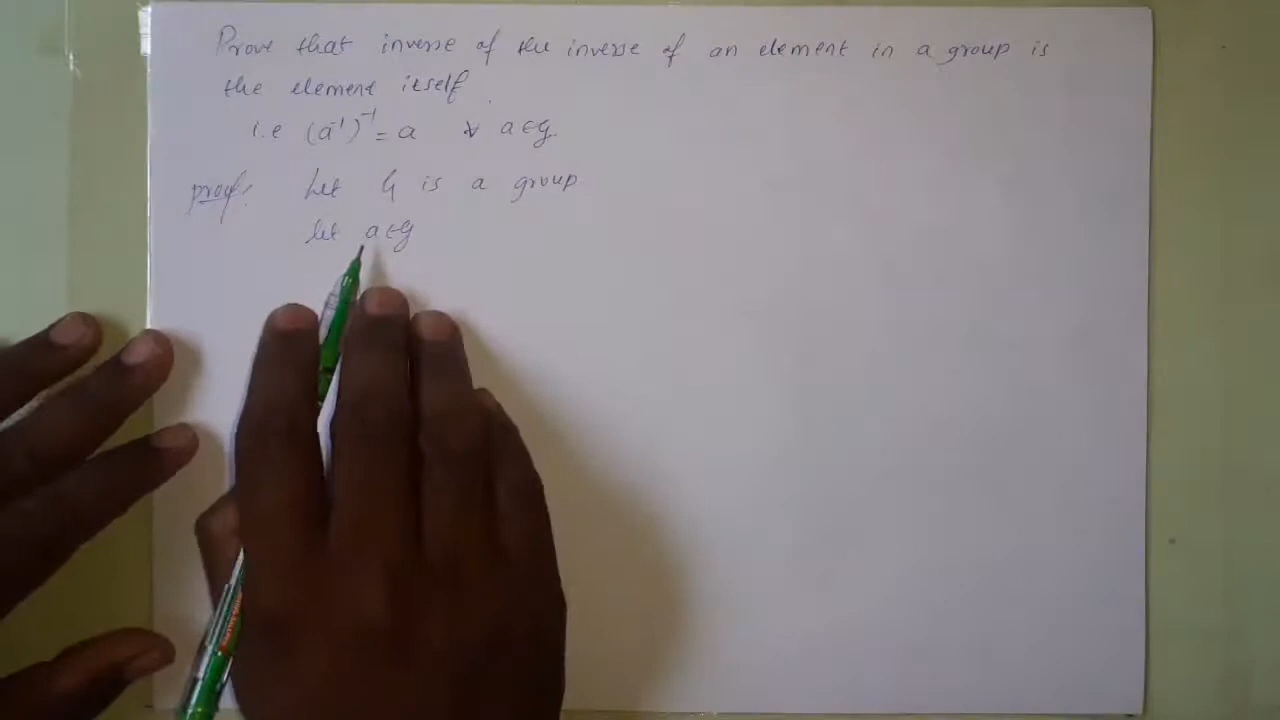 Prove that inverse of the inverse of an element in a group is
the element itself.
i.e (a⁻¹)⁻¹ = a ∀ a∈G.
proof: Let G is a group.
let a∈G